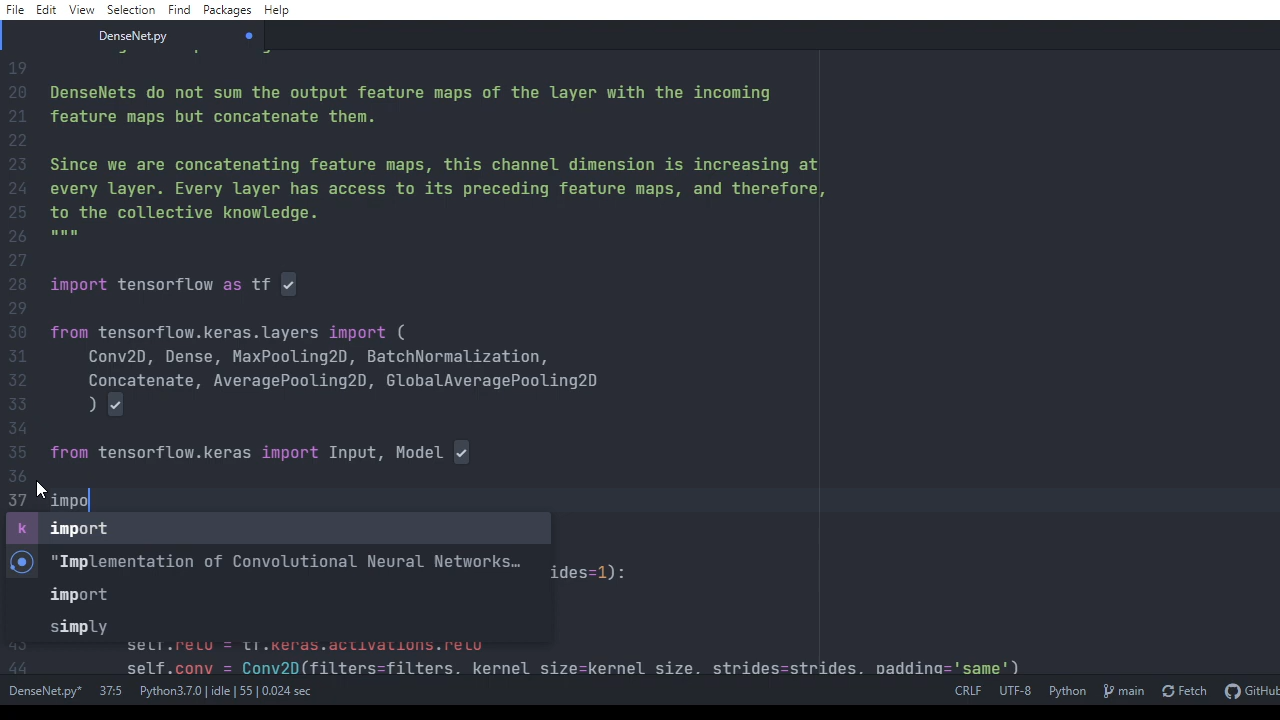 File Edit View Selection Find Packages Help
DenseNet.py
19
20 DenseNets do not sum the output feature maps of the layer with the incoming
21 feature maps but concatenate them.
22
23 Since we are concatenating feature maps, this channel dimension is increasing at
24 every layer. Every layer has access to its preceding feature maps, and therefore,
25 to the collective knowledge.
26 """
27
28 import tensorflow as tf
29
30 from tensorflow.keras.layers import (
31 Conv2D, Dense, MaxPooling2D, BatchNormalization,
32 Concatenate, AveragePooling2D, GlobalAveragePooling2D
33 )
34
35 from tensorflow.keras import Input, Model
36
37 impo
k import
"Implementation of Convolutional Neural Networks…
ides=1):
import
simply
43 self.relu = tf.keras.activations.relu
44 self.conv = Conv2D(filters=filters, kernel_size=kernel_size, strides=strides, padding='same')
DenseNet.py* 37:5 Python3.7.0 | idle | 55 | 0.024 sec CRLF UTF-8 Python main Fetch GitHub